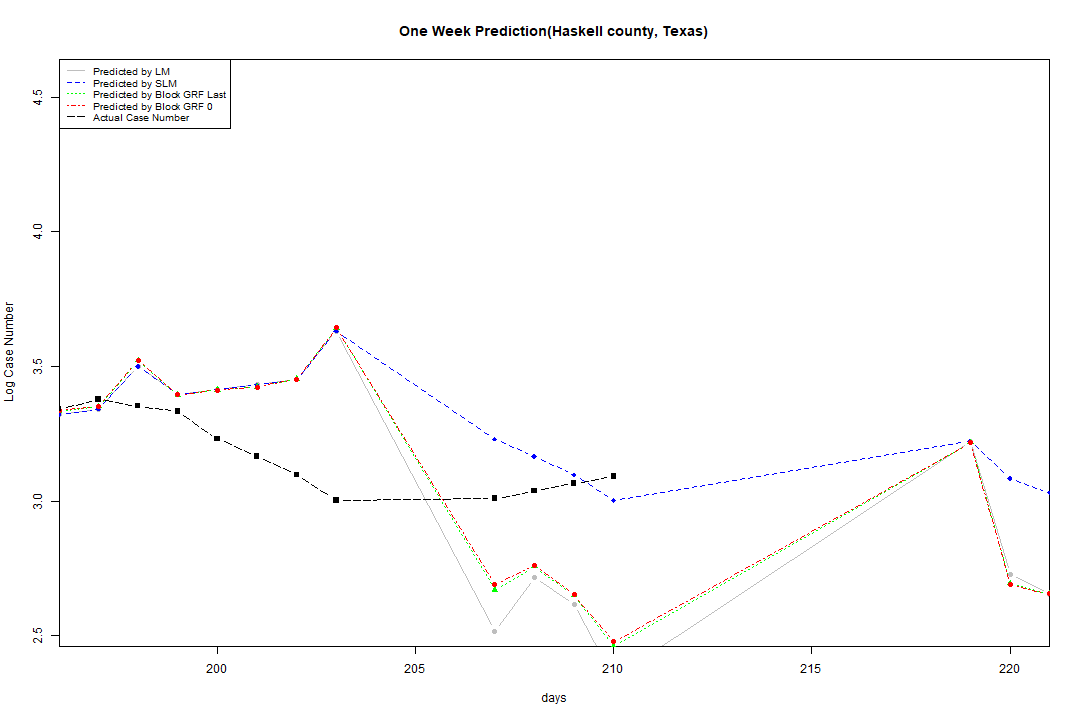 One Week Prediction(Haskell county, Texas)
Predicted by LM
Predicted by SLM
Predicted by Block GRF Last
Predicted by Block GRF 0
Actual Case Number
4.5
4.0
3.5
3.0
2.5
Log Case Number
200
205
210
215
220
days